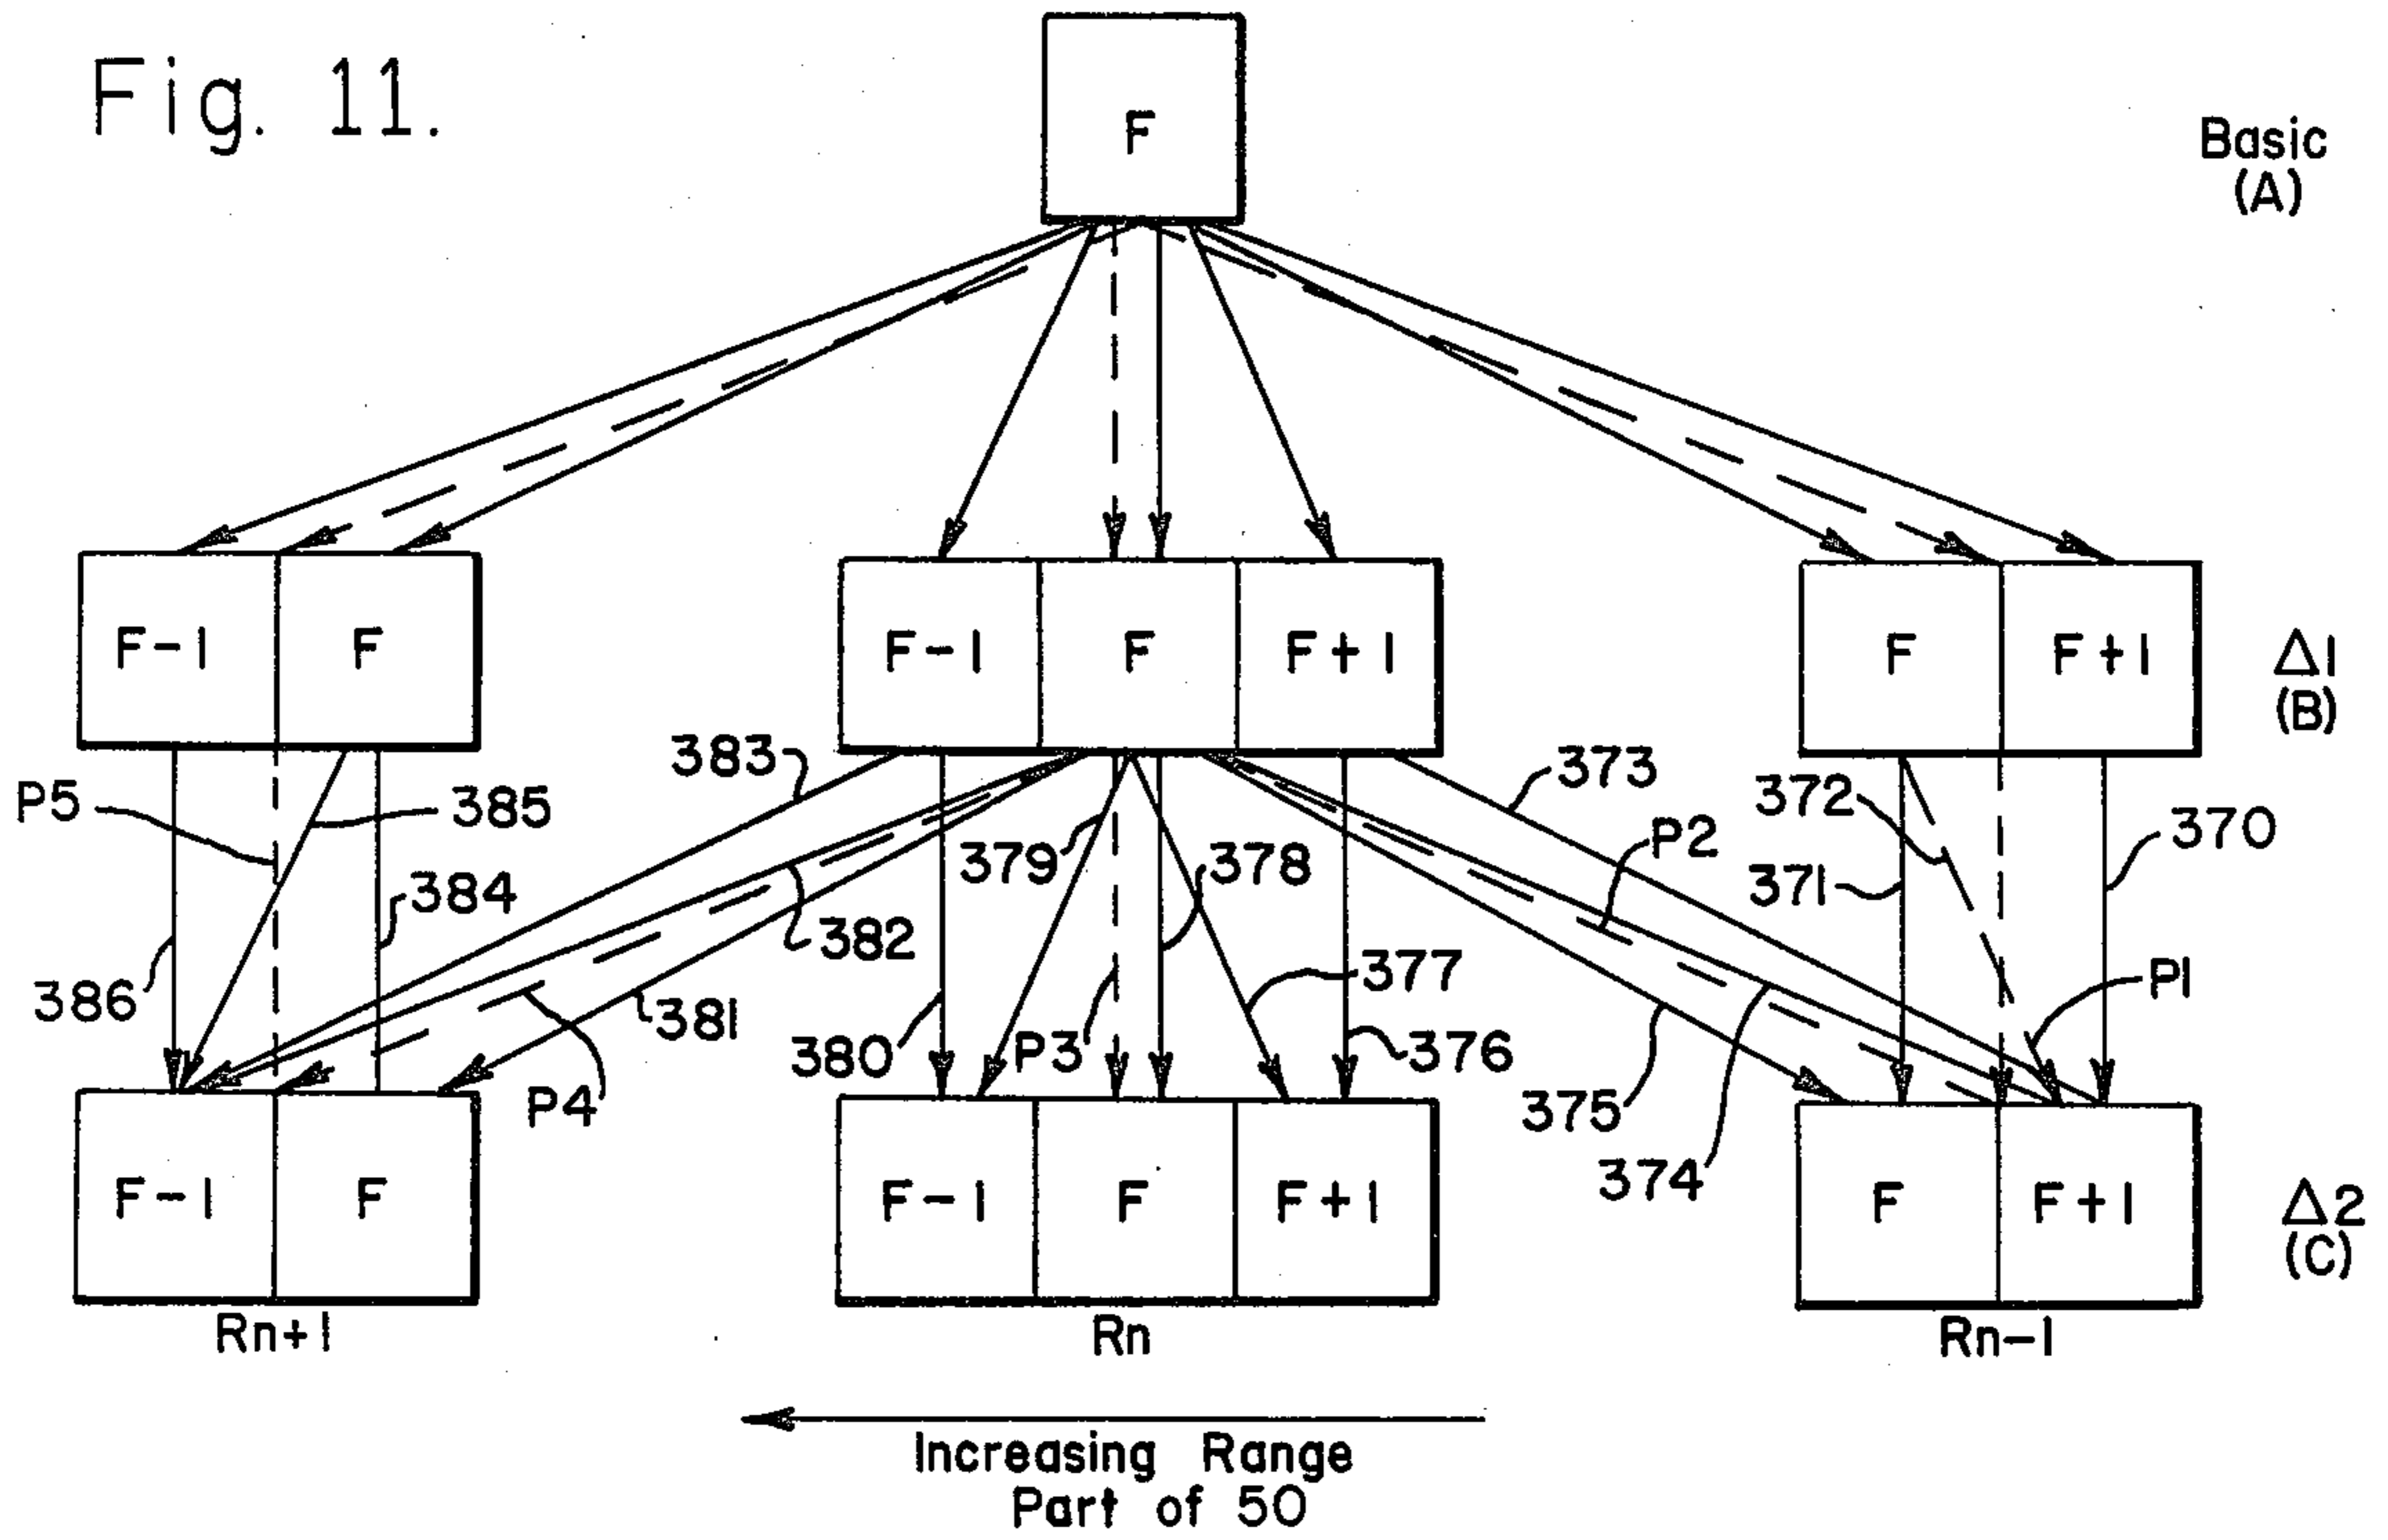 Fig. 11.
F
Basic
(A)
F-1 F
F-1 F F+1
F F+1
Δ1
(B)
383
373
372
P5
385
379
378
P2
370
384
382
371
386
381
377
P1
380
P3
376
P4
375
374
F-1 F
F-1 F F+1
F F+1
Δ2
(C)
Rn+1
Rn
Rn-1
Increasing Range
Part of 50